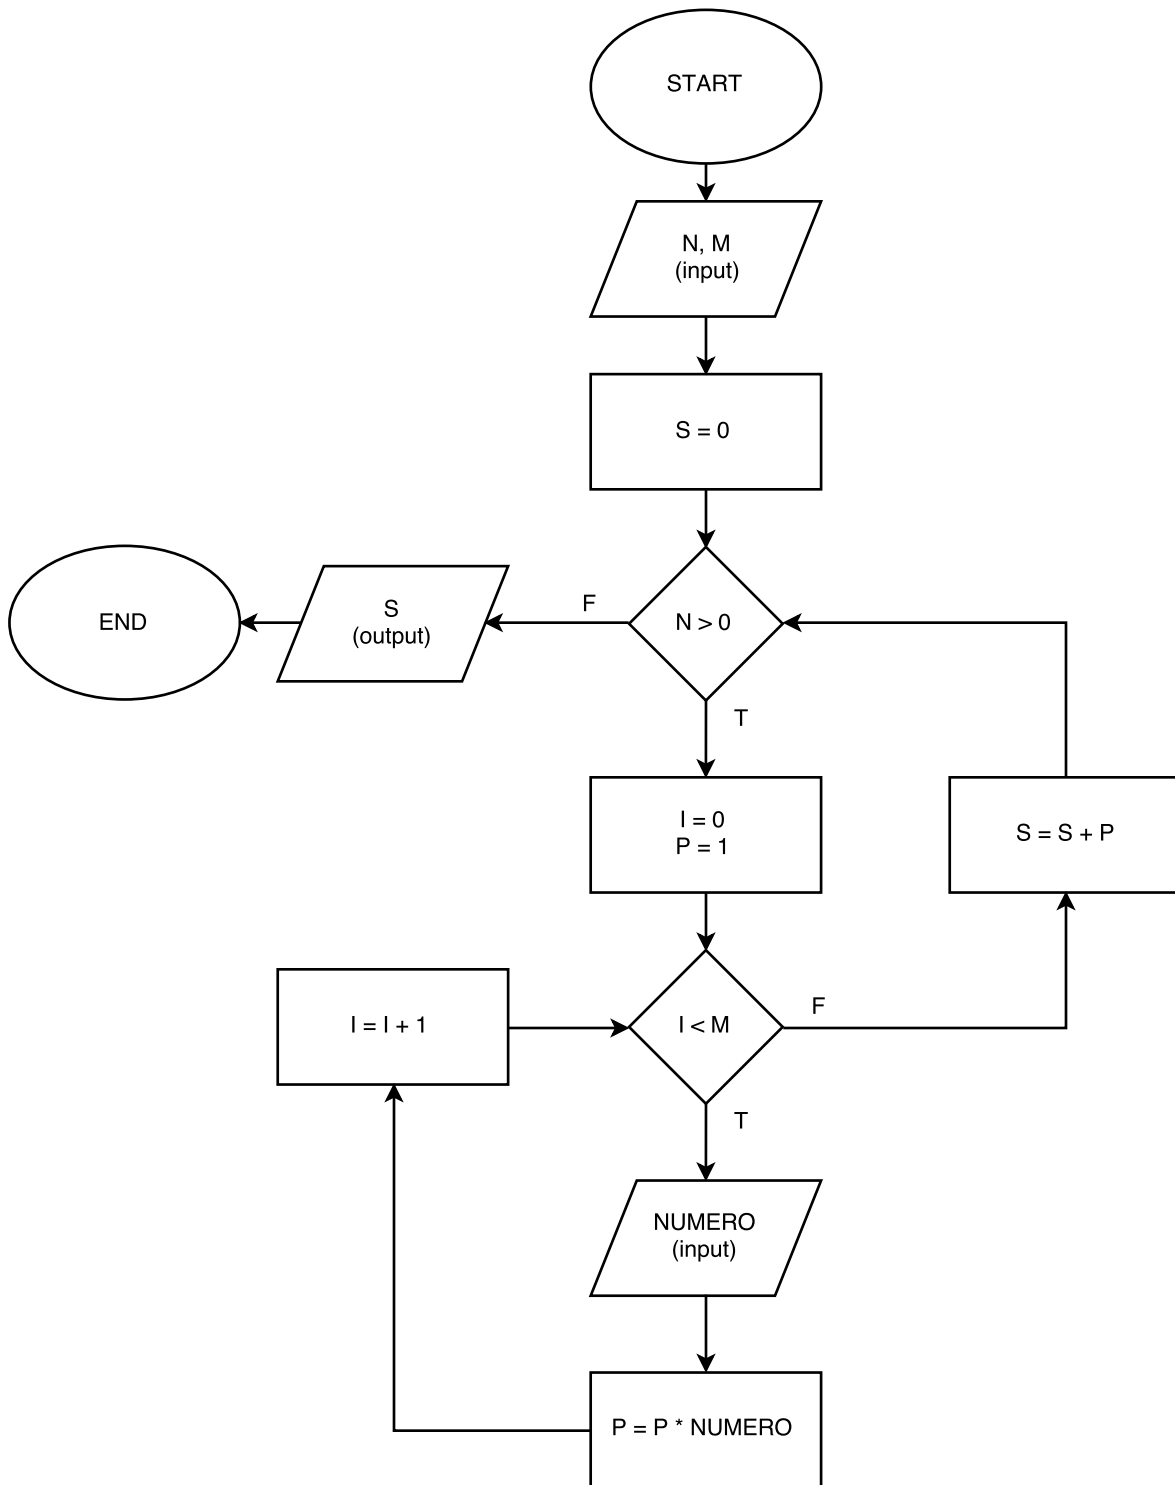 START
N, M
(input)
S = 0
END
S
(output)
F
N > 0
T
I = 0
P = 1
S = S + P
I = I + 1
I < M
F
T
NUMERO
(input)
P = P * NUMERO